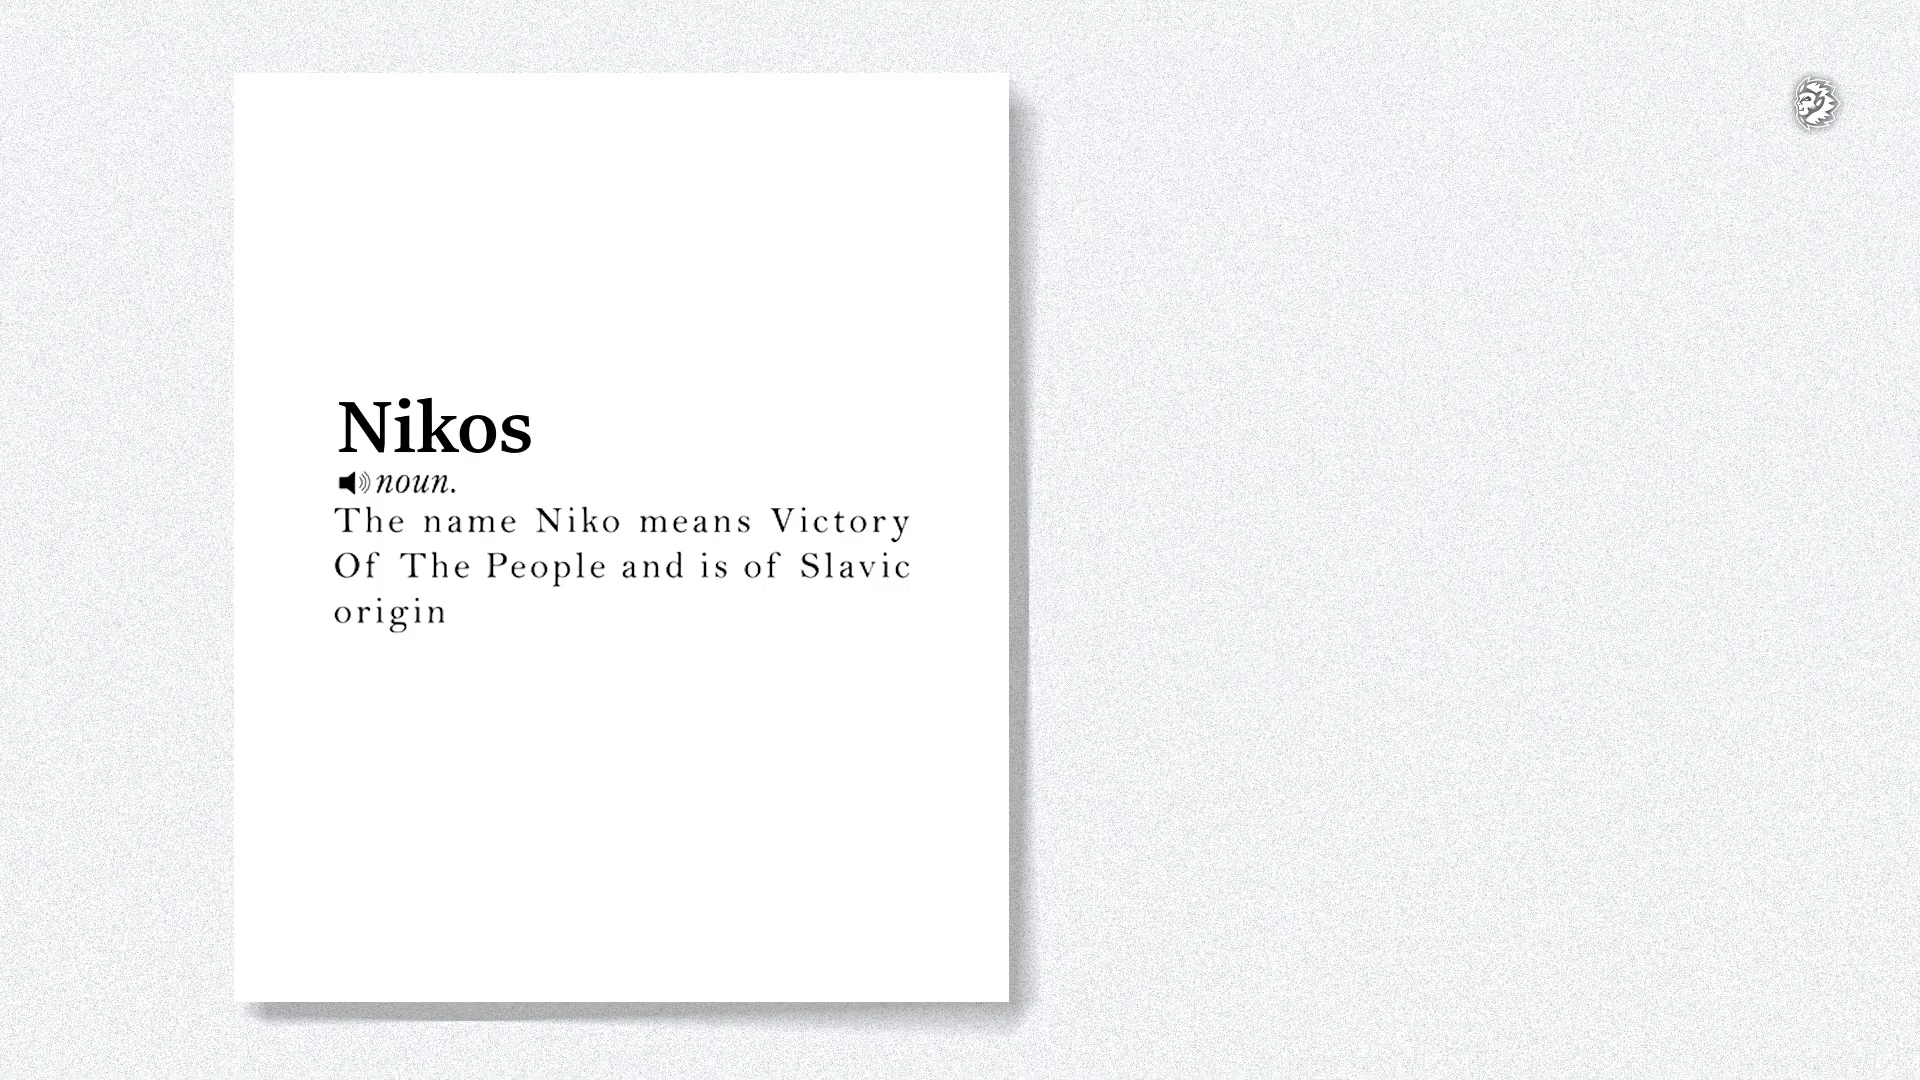 Nikos
noun.
The name Niko means Victory
Of The People and is of Slavic
origin